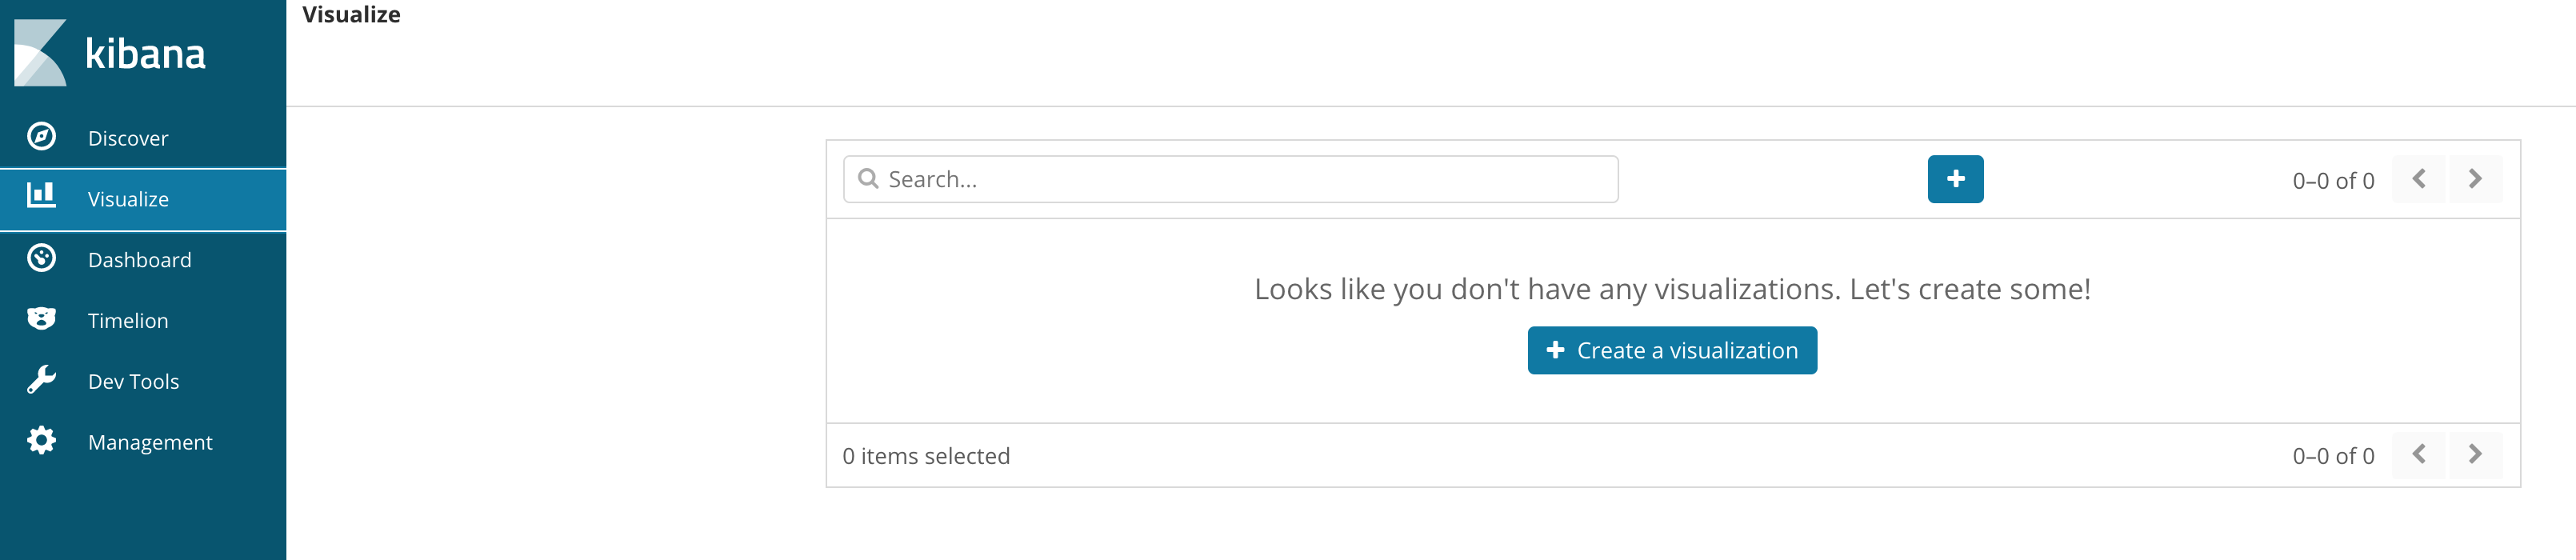 kibana
Discover
Visualize
Dashboard
Timelion
Dev Tools
Management
Visualize
Search...
0–0 of 0
Looks like you don't have any visualizations. Let's create some!
Create a visualization
0 items selected
0–0 of 0